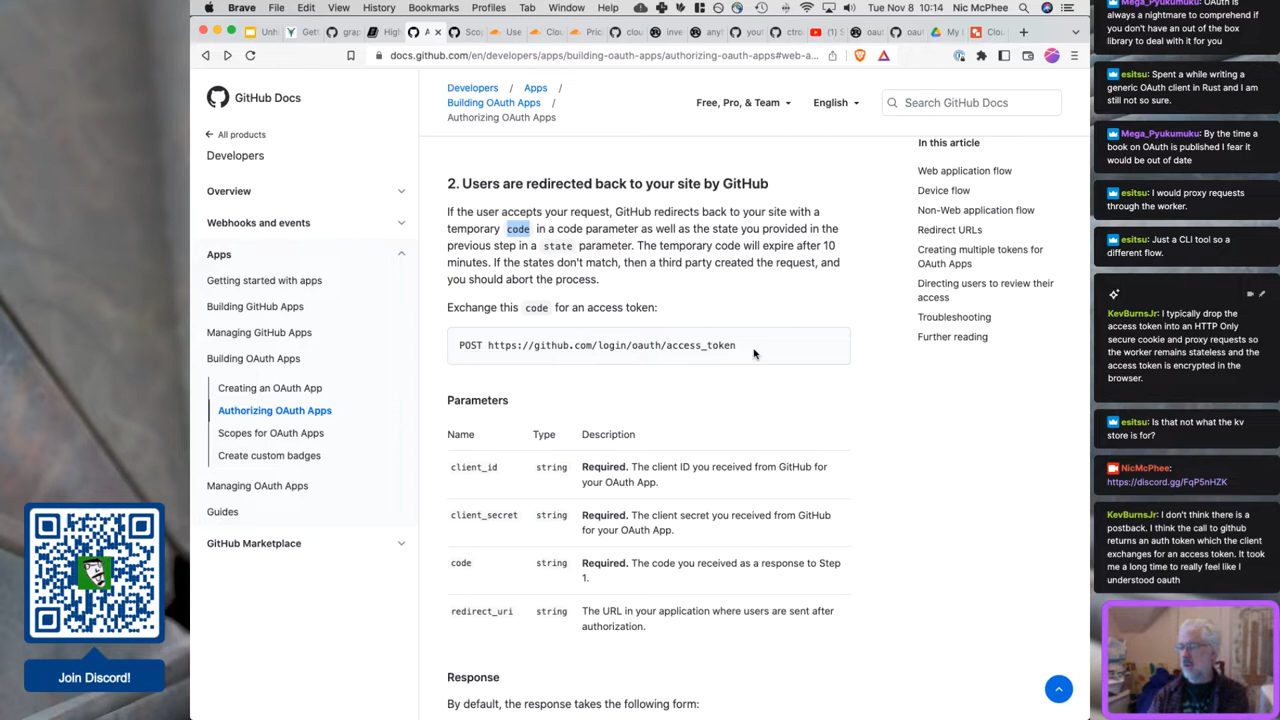 Brave File Edit View History Bookmarks Profiles Tab Window Help Tue Nov 8 10:14 Nic McPhee
docs.github.com/en/developers/apps/building-oauth-apps/authorizing-oauth-apps#web-a...
GitHub Docs
All products
Developers
Overview
Webhooks and events
Apps
Getting started with apps
Building GitHub Apps
Managing GitHub Apps
Building OAuth Apps
Creating an OAuth App
Authorizing OAuth Apps
Scopes for OAuth Apps
Create custom badges
Managing OAuth Apps
Guides
GitHub Marketplace
Developers / Apps /
Building OAuth Apps /
Authorizing OAuth Apps
Free, Pro, & Team
English
Search GitHub Docs
2. Users are redirected back to your site by GitHub
If the user accepts your request, GitHub redirects back to your site with a
temporary code in a code parameter as well as the state you provided in the
previous step in a state parameter. The temporary code will expire after 10
minutes. If the states don't match, then a third party created the request, and
you should abort the process.
Exchange this code for an access token:
POST https://github.com/login/oauth/access_token
Parameters
Name Type Description
client_id string Required. The client ID you received from GitHub for
your OAuth App.
client_secret string Required. The client secret you received from GitHub
for your OAuth App.
code string Required. The code you received as a response to Step
1.
redirect_uri string The URL in your application where users are sent after
authorization.
Response
By default, the response takes the following form:
In this article
Web application flow
Device flow
Non-Web application flow
Redirect URLs
Creating multiple tokens for
OAuth Apps
Directing users to review their
access
Troubleshooting
Further reading
Mega_Pyukumuku: OAuth is
always a nightmare to comprehend if
you don't have an out of the box
library to deal with it for you
esitsu: Spent a while writing a
generic OAuth client in Rust and I am
still not so sure.
Mega_Pyukumuku: By the time a
book on OAuth is published I fear it
would be out of date
esitsu: I would proxy requests
through the worker.
esitsu: Just a CLI tool so a
different flow.
KevBurnsJr: I typically drop the
access token into an HTTP Only
secure cookie and proxy requests so
the worker remains stateless and the
access token is encrypted in the
browser.
esitsu: Is that not what the kv
store is for?
NicMcPhee:
https://discord.gg/FqP5nHZK
KevBurnsJr: I don't think there is a
postback. I think the call to github
returns an auth token which the client
exchanges for an access token. It took
me a long time to really feel like I
understood oauth
Join Discord!